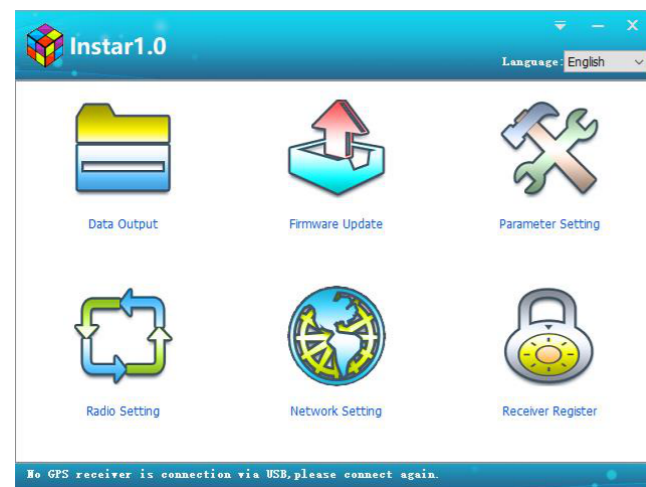 Instar1.0
Language: English
Data Output
Firmware Update
Parameter Setting
Radio Setting
Network Setting
Receiver Register
No GPS receiver is connection via USB,please connect again.